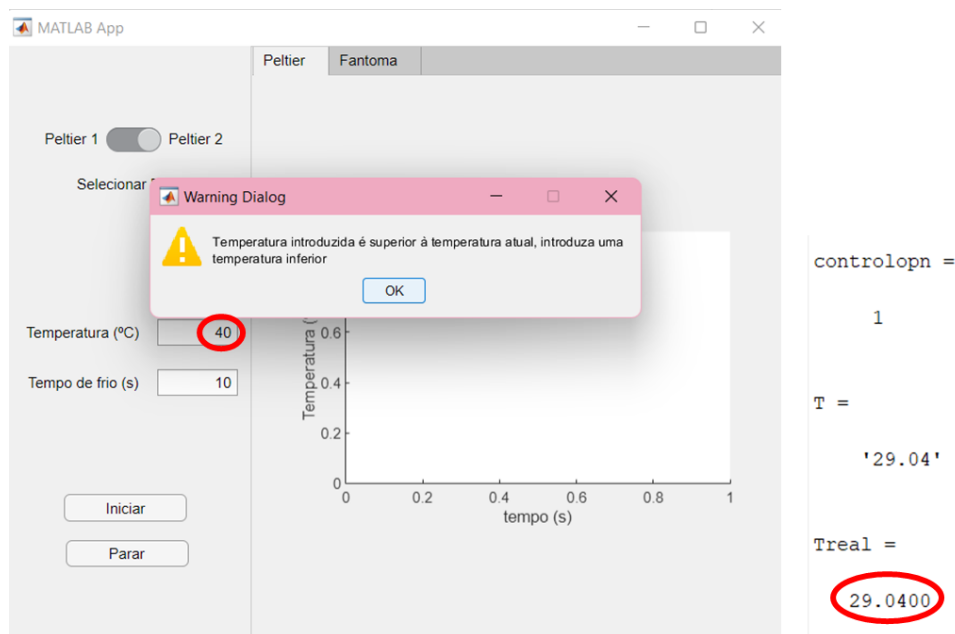 MATLAB App
Peltier
Fantoma
Peltier 1
Peltier 2
Selecionar
Warning Dialog
Temperatura introduzida é superior à temperatura atual, introduza uma
temperatura inferior
OK
Temperatura (ºC)
40
Tempo de frio (s)
10
Iniciar
Parar
Temperatura (
0.6
0.4
0.2
0
0
0.2
0.4
0.6
0.8
1
tempo (s)
controlopn =
1
T =
'29.04'
Treal =
29.0400